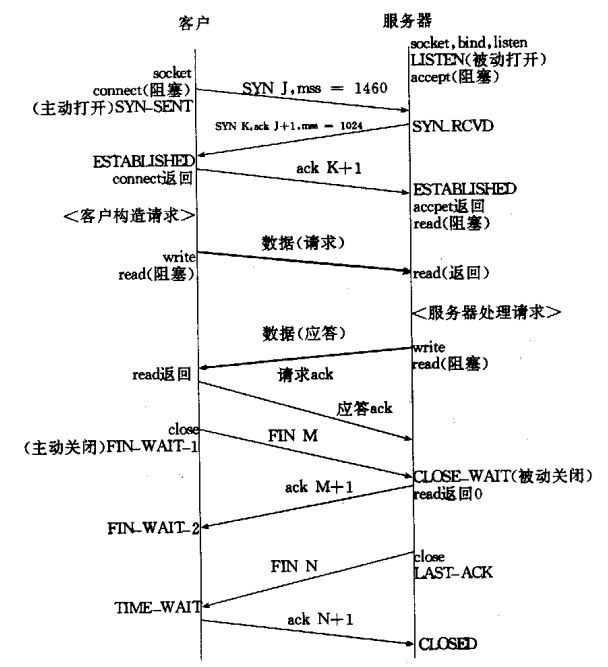 客户
服务器
socket,bind,listen
LISTEN(被动打开)
accept(阻塞)
socket
connect(阻塞)
(主动打开)SYN_SENT
SYN J,mss = 1460
SYN K,ack J+1,mss = 1024
SYN_RCVD
ESTABLISHED
connect返回
ack K+1
ESTABLISHED
accpet返回
read(阻塞)
<客户构造请求>
数据(请求)
write
read(阻塞)
read(返回)
<服务器处理请求>
数据(应答)
write
read(阻塞)
请求ack
read返回
应答ack
close
(主动关闭)FIN_WAIT_1
FIN M
CLOSE_WAIT(被动关闭)
read返回0
ack M+1
FIN_WAIT_2
close
LAST_ACK
FIN N
TIME_WAIT
ack N+1
CLOSED